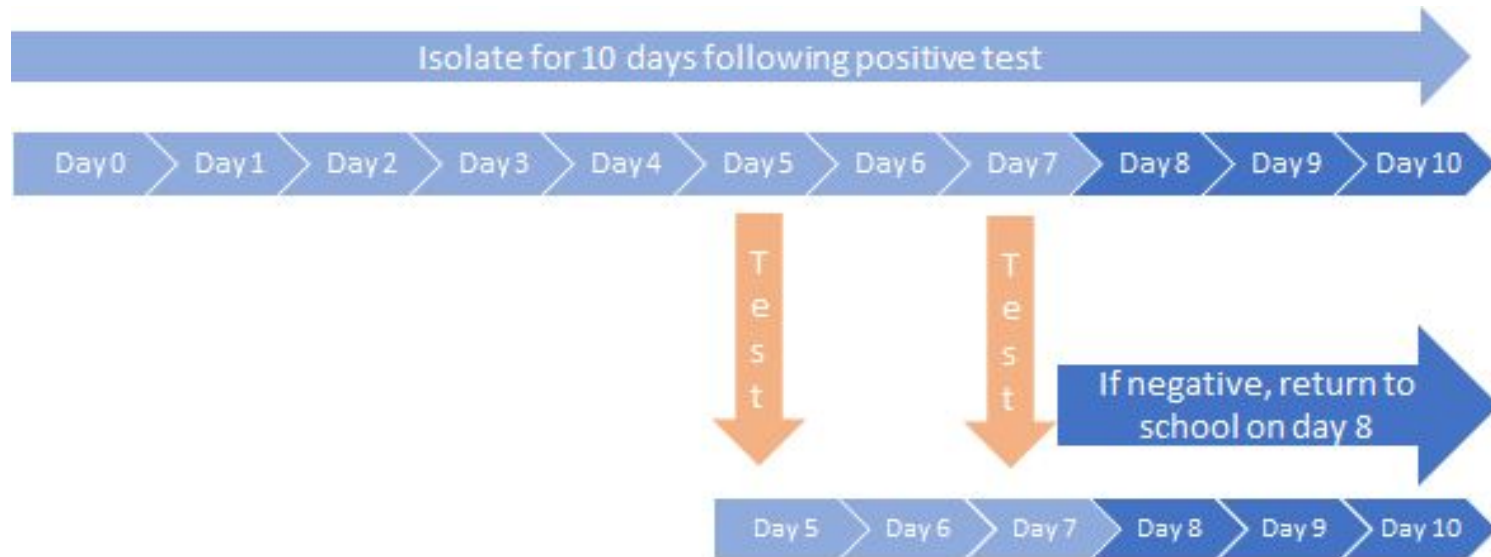 Isolate for 10 days following positive test
Day 0 Day 1 Day 2 Day 3 Day 4 Day 5 Day 6 Day 7 Day 8 Day 9 Day 10
Test
Test
If negative, return to
school on day 8
Day 5 Day 6 Day 7 Day 8 Day 9 Day 10